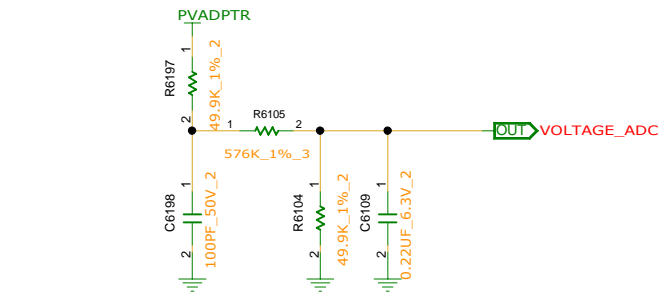 PVADPTR
1
R6197
49.9K_1%_2
2
R6105
1
2
576K_1%_3
OUT
VOLTAGE_ADC
1
C6198
100PF_50V_2
2
1
R6104
49.9K_1%_2
2
1
C6109
0.22UF_6.3V_2
2